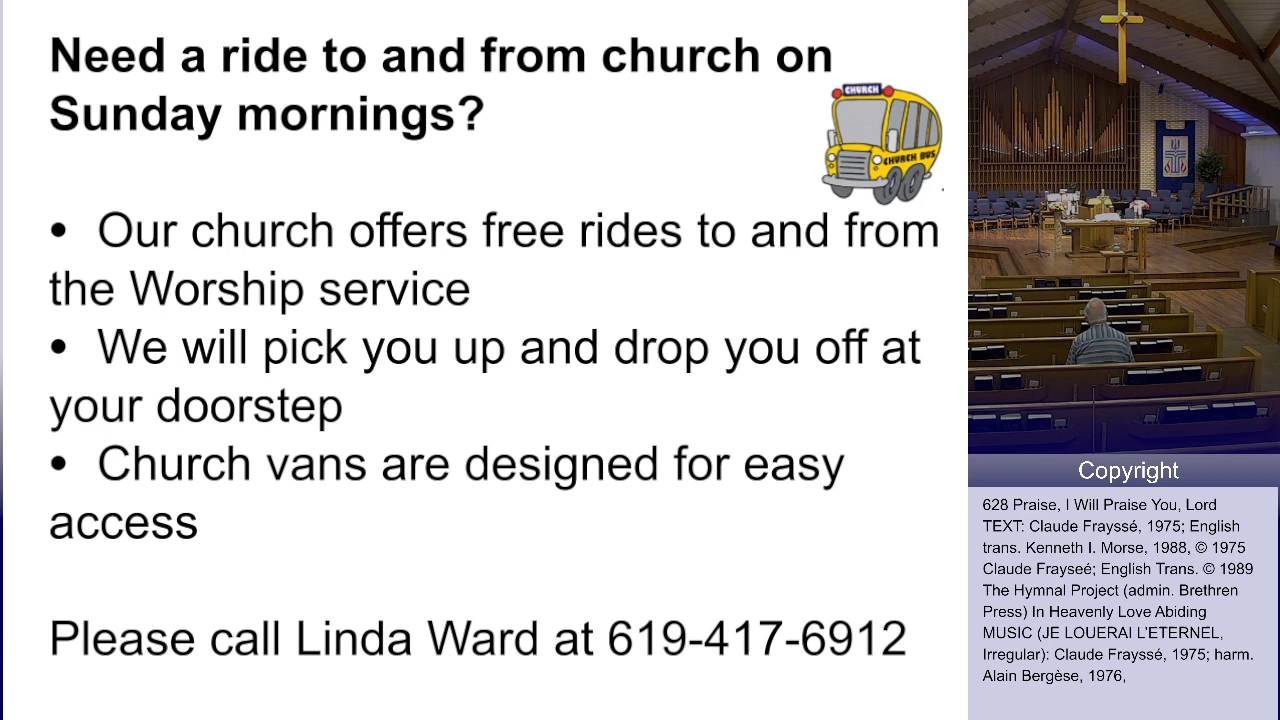 Need a ride to and from church on
Sunday mornings?
CHURCH
CHURCH BUS
• Our church offers free rides to and from
the Worship service
• We will pick you up and drop you off at
your doorstep
• Church vans are designed for easy
access
Please call Linda Ward at 619-417-6912
Copyright
628 Praise, I Will Praise You, Lord
TEXT: Claude Frayssé, 1975; English
trans. Kenneth I. Morse, 1988, © 1975
Claude Frayseé; English Trans. © 1989
The Hymnal Project (admin. Brethren
Press) In Heavenly Love Abiding
MUSIC (JE LOUERAI L'ETERNEL,
Irregular): Claude Frayssé, 1975; harm.
Alain Bergèse, 1976,